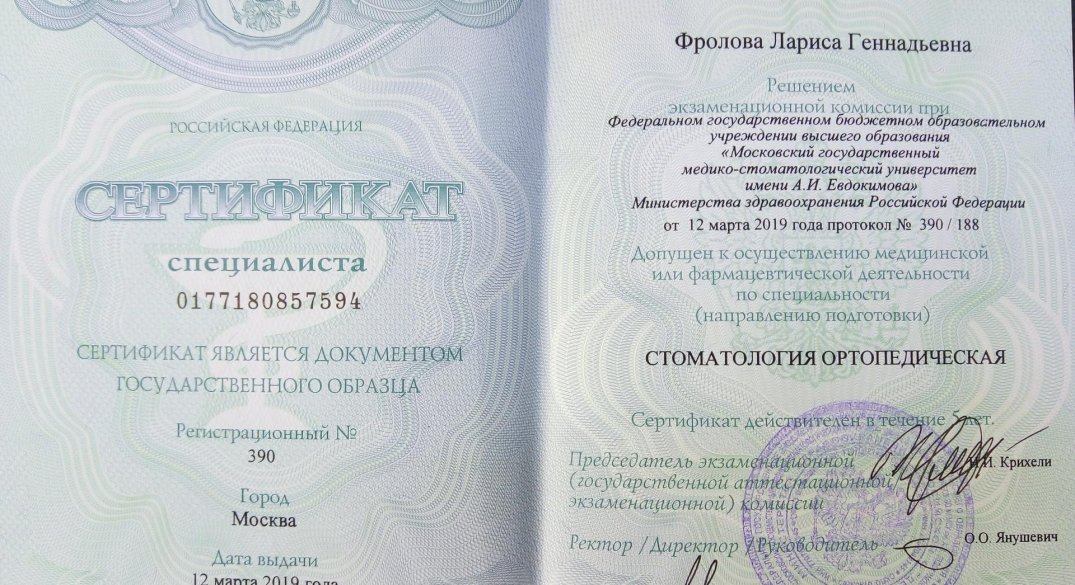 РОССИЙСКАЯ ФЕДЕРАЦИЯ
СЕРТИФИКАТ
специалиста
0177180857594
СЕРТИФИКАТ ЯВЛЯЕТСЯ ДОКУМЕНТОМ
ГОСУДАРСТВЕННОГО ОБРАЗЦА
Регистрационный №
390
Город
Москва
Дата выдачи
12 марта 2019 года
Фролова Лариса Геннадьевна
Решением
экзаменационной комиссии при
Федеральном государственном бюджетном образовательном
учреждении высшего образования
«Московский государственный
медико-стоматологический университет
имени А.И. Евдокимова»
Министерства здравоохранения Российской Федерации
от 12 марта 2019 года протокол № 390 / 188
Допущен к осуществлению медицинской
или фармацевтической деятельности
по специальности
(направлению подготовки)
СТОМАТОЛОГИЯ ОРТОПЕДИЧЕСКАЯ
Сертификат действителен в течение 5 лет.
Председатель экзаменационной
(государственной аттестационной,
экзаменационной) комиссии
Крихели
Ректор / Директор / Руководитель
О.О. Янушевич